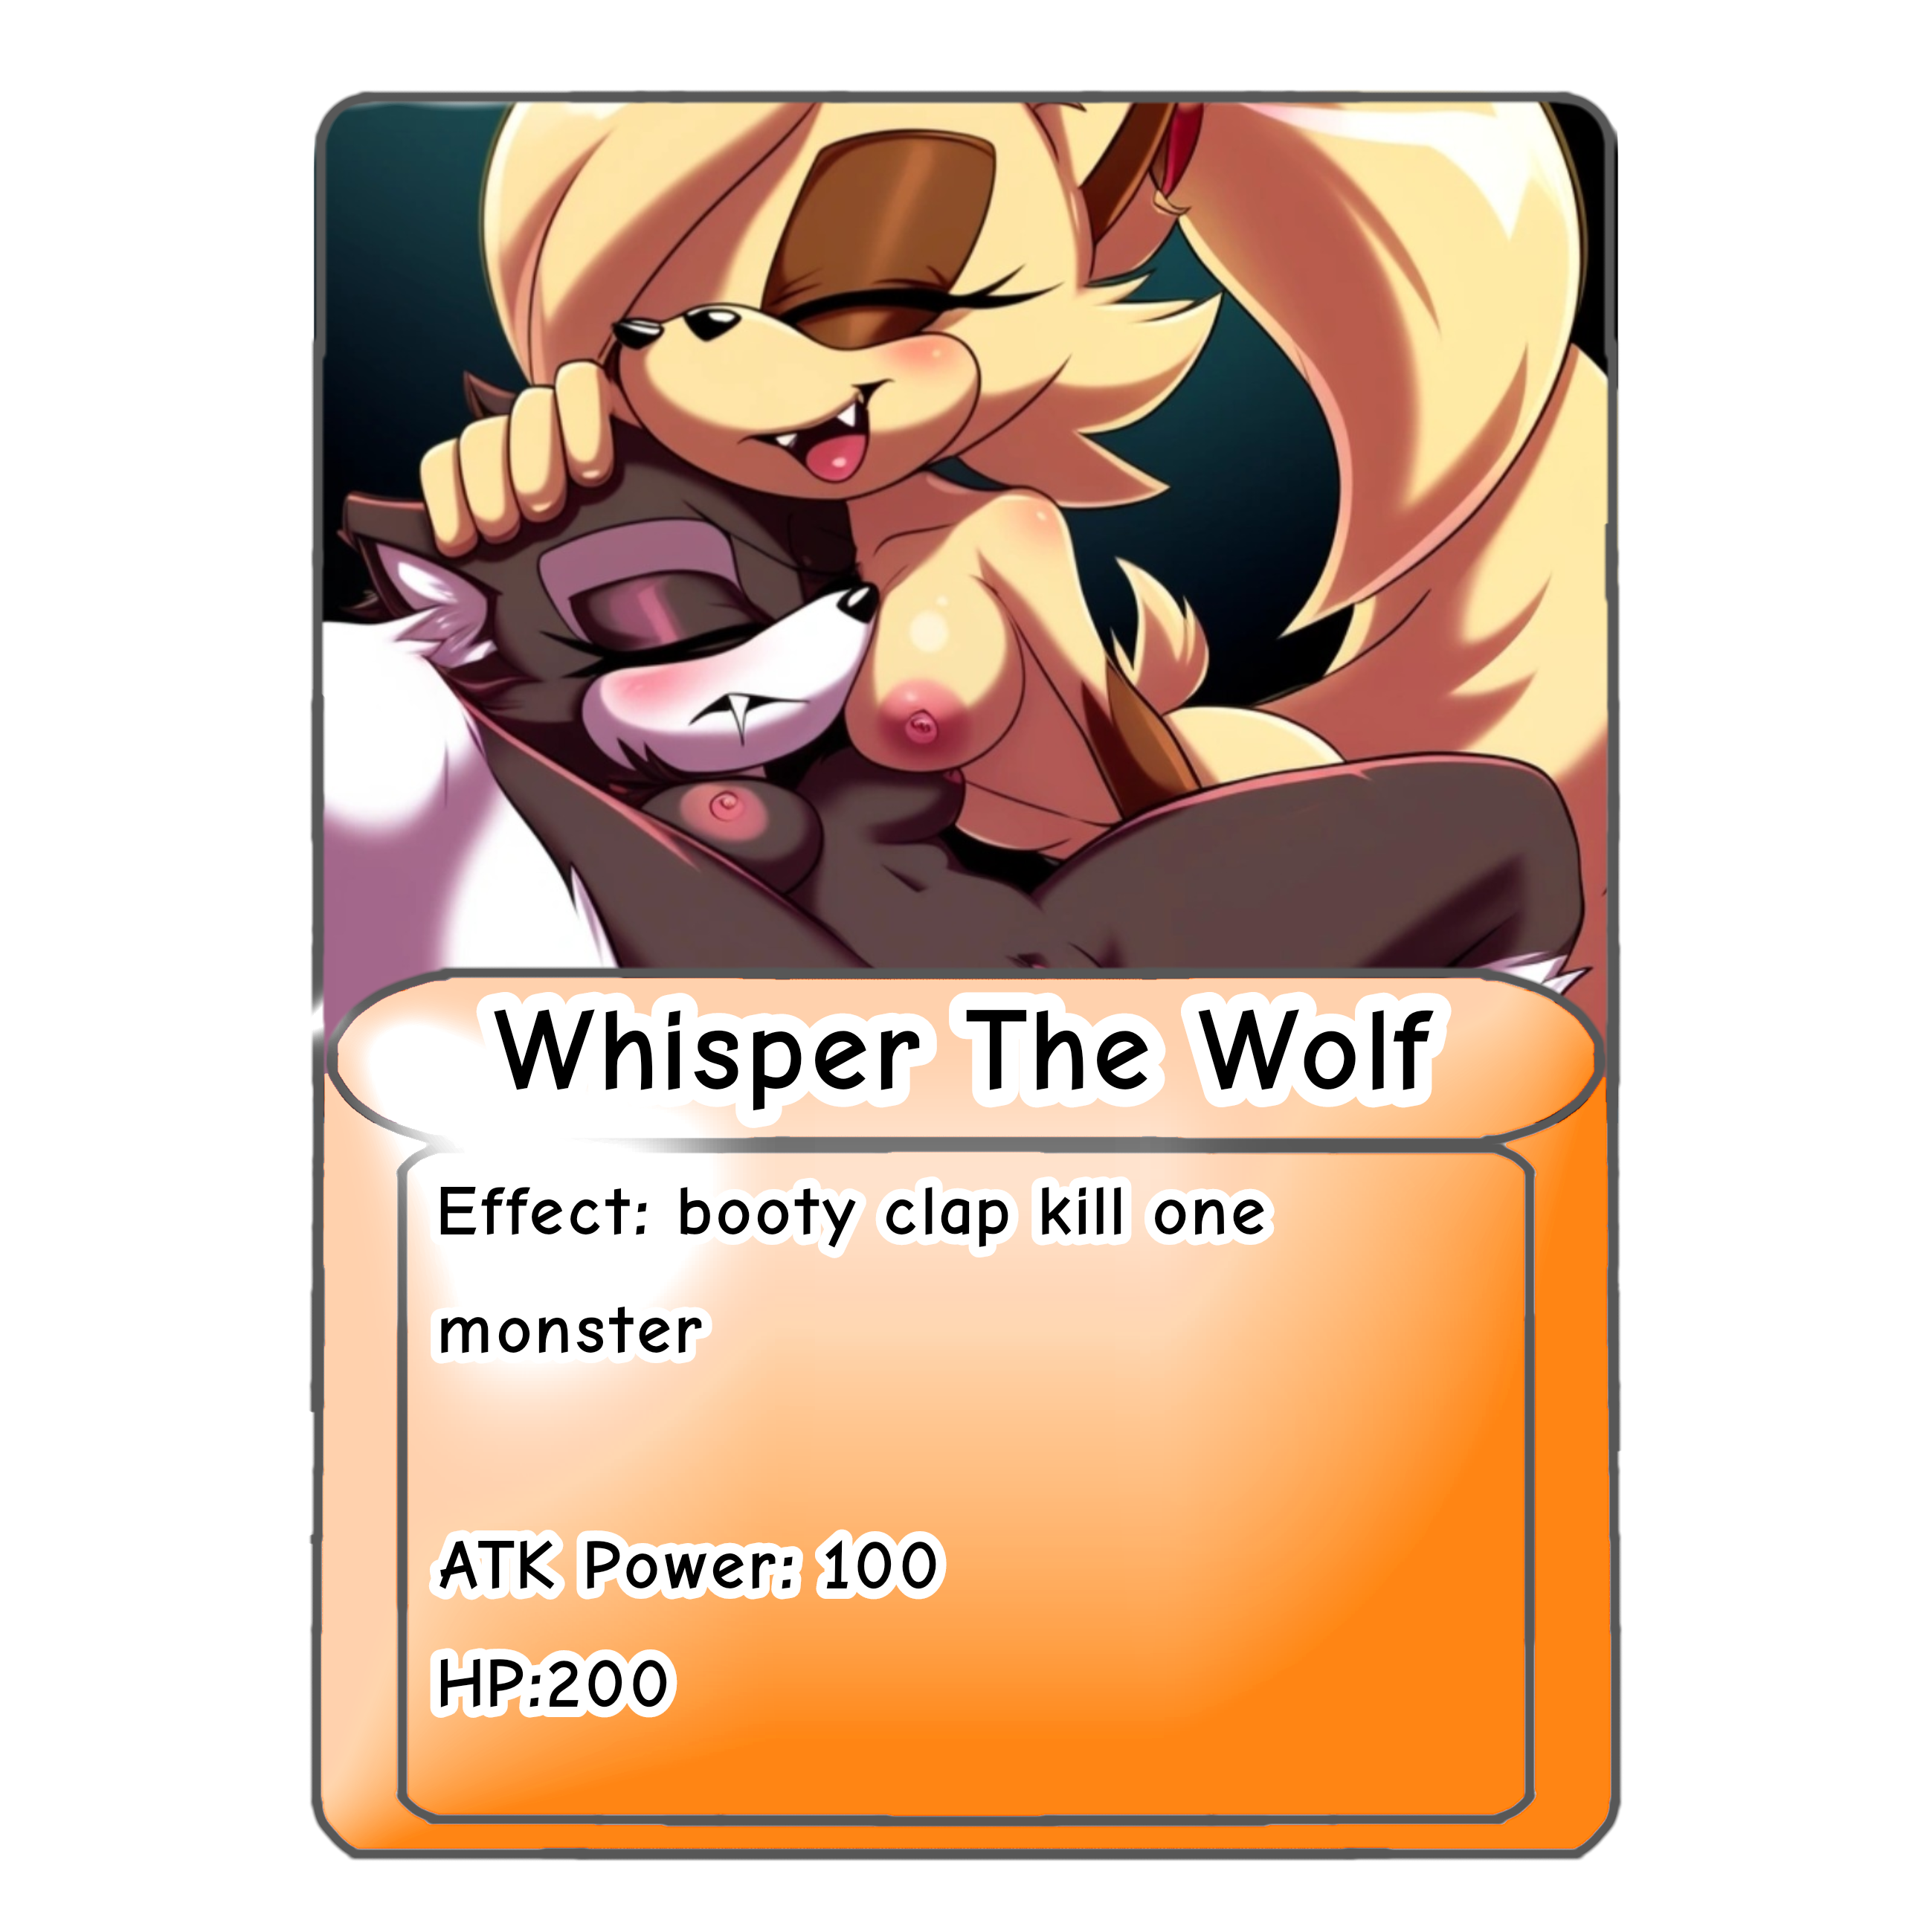 Whisper The Wolf
Effect: booty clap kill one
monster
ATK Power: 100
HP:200